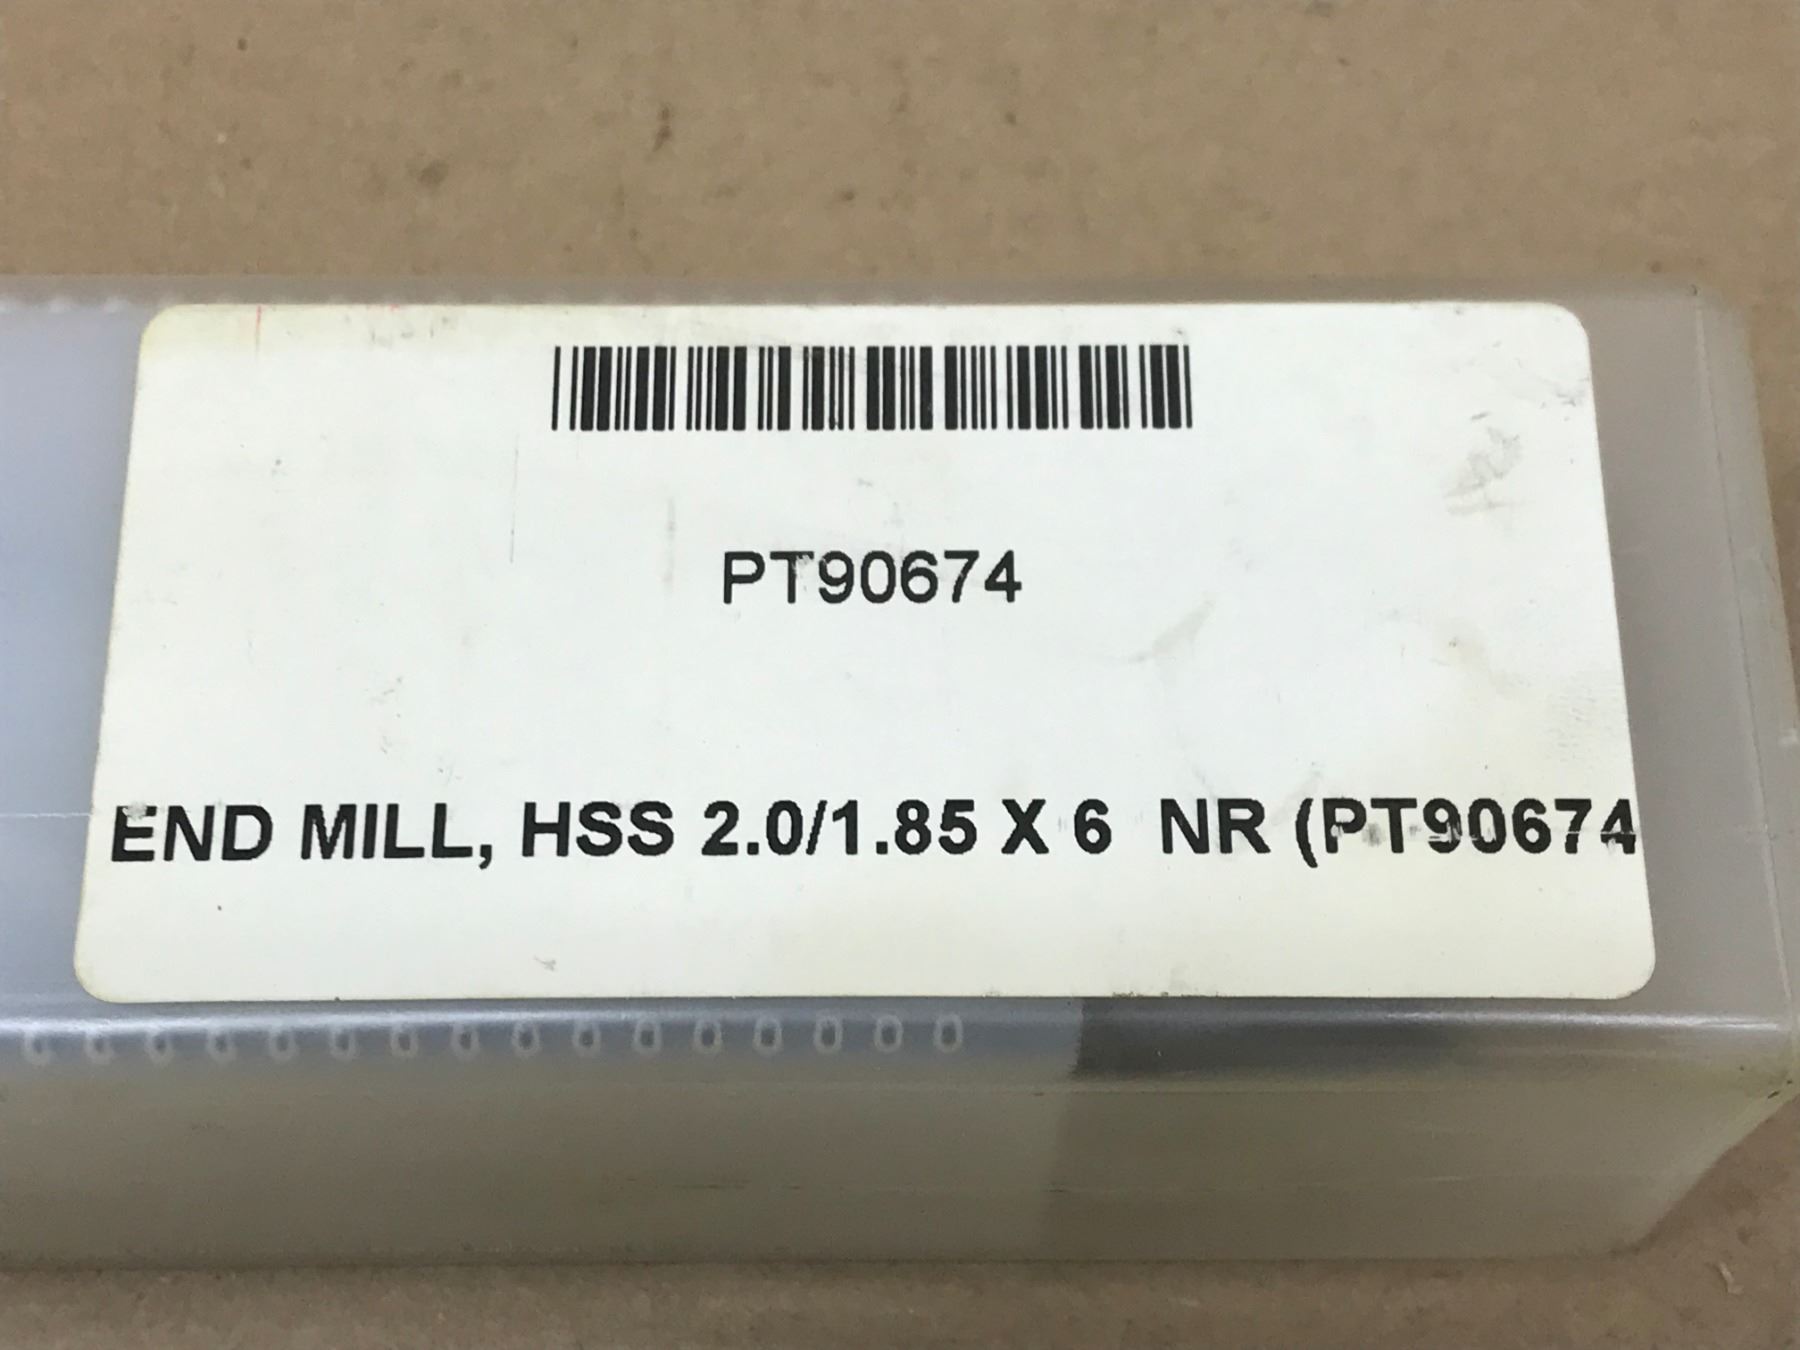 PT90674
END MILL, HSS 2.0/1.85 X 6 NR (PT90674